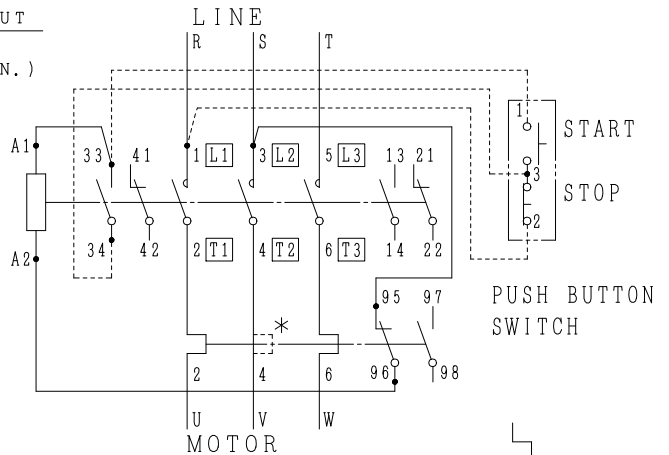 UT
N.)
LINE
R S T
1
START
A1 33 41 1 L1 3 L2 5 L3 13 21
3
STOP
2
A2 34 42 2 T1 4 T2 6 T3 14 22
95 97
PUSH BUTTON
SWITCH
*
2 4 6 96 98
U V W
MOTOR